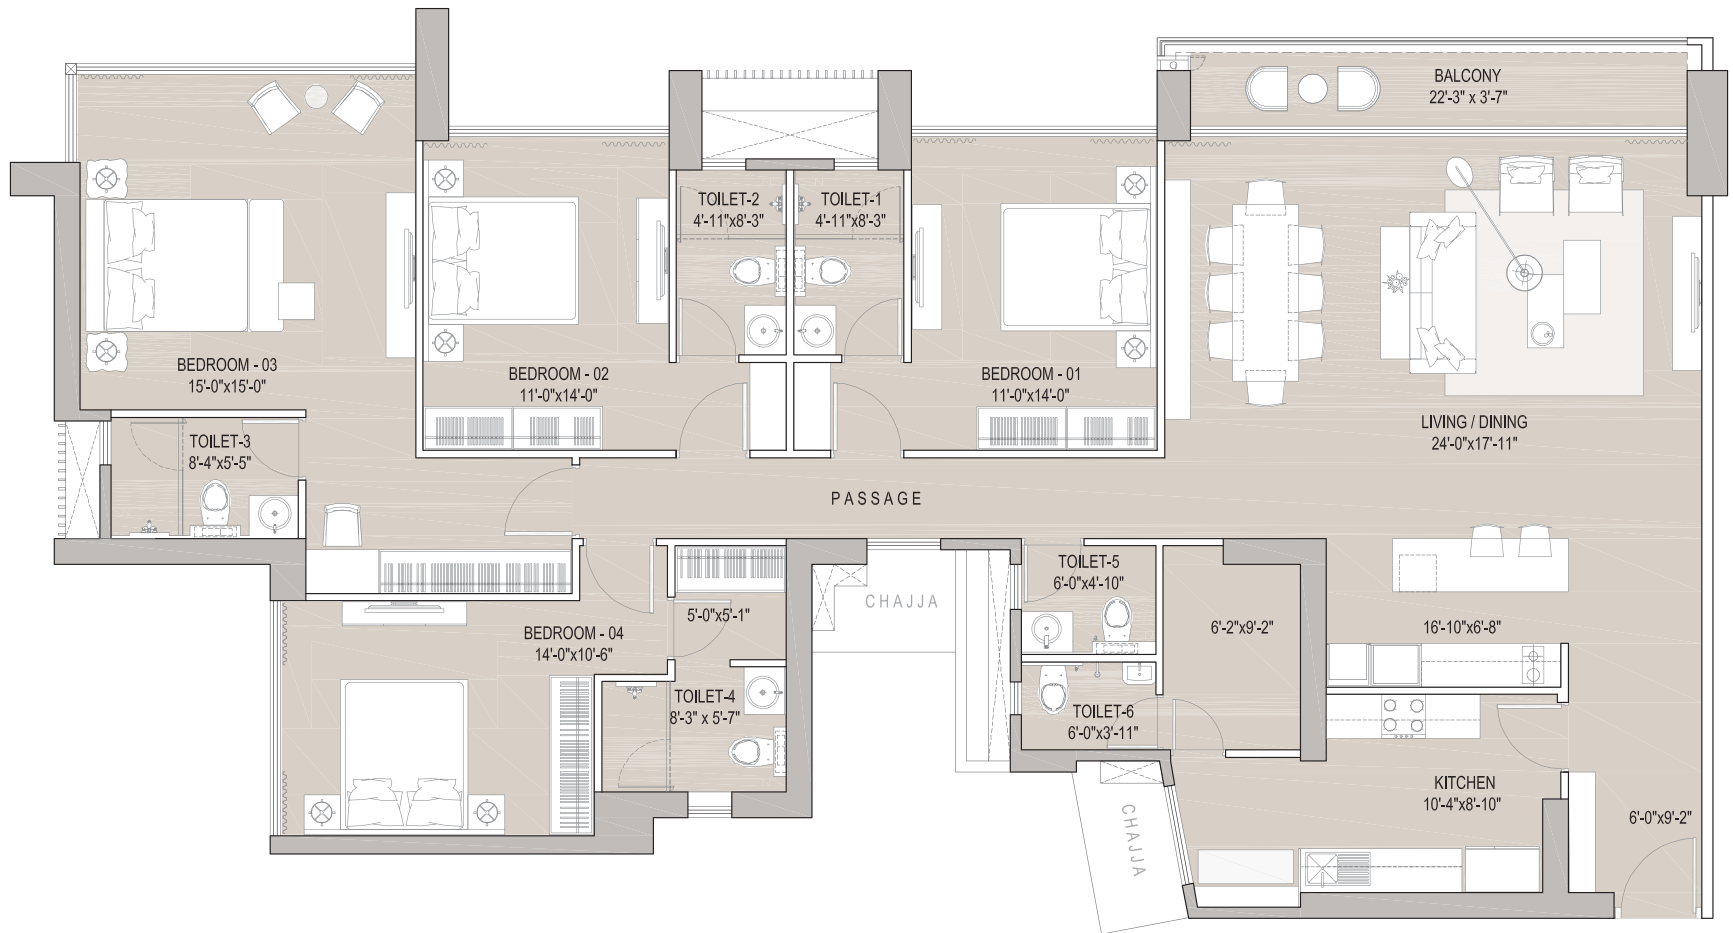 BALCONY
22'-3" x 3'-7"
TOILET-2
4'-11"x8'-3"
TOILET-1
4'-11"x8'-3"
BEDROOM - 03
15'-0"x15'-0"
BEDROOM - 02
11'-0"x14'-0"
BEDROOM - 01
11'-0"x14'-0"
LIVING / DINING
24'-0"x17'-11"
TOILET-3
8'-4"x5'-5"
PASSAGE
TOILET-5
6'-0"x4'-10"
CHAJJA
5'-0"x5'-1"
6'-2"x9'-2"
16'-10"x6'-8"
BEDROOM - 04
14'-0"x10'-6"
TOILET-4
8'-3" x 5'-7"
TOILET-6
6'-0"x3'-11"
KITCHEN
10'-4"x8'-10"
CHAJJA
6'-0"x9'-2"